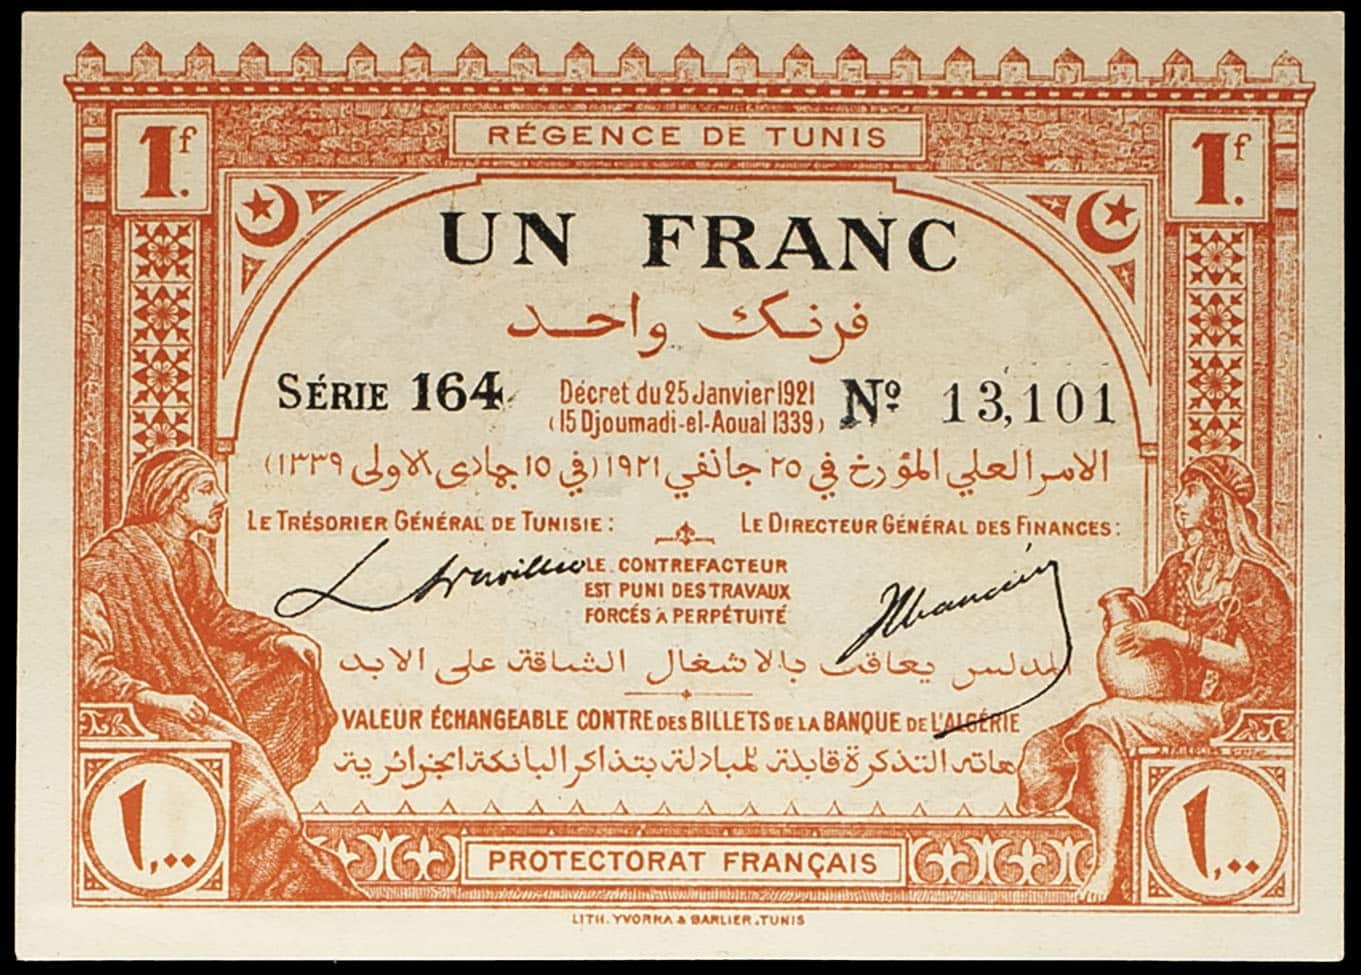 RÉGENCE DE TUNIS
1f.
1f.
UN FRANC
فرنك واحد
SÉRIE 164
Décret du 25 Janvier 1921
(15 Djoumadi-el-Aoual 1339)
Nº 13,101
الامر العلي المؤرخ في ٢٥ جانفي ١٩٢١ (في ١٥ جمادى الاولى ١٣٣٩)
LE TRÉSORIER GÉNÉRAL DE TUNISIE :
LE DIRECTEUR GÉNÉRAL DES FINANCES :
LE CONTREFACTEUR
EST PUNI DES TRAVAUX
FORCÉS A PERPÉTUITÉ
المدلس يعاقب بالاشغال الشاقة على الابد
VALEUR ÉCHANGEABLE CONTRE DES BILLETS DE LA BANQUE DE L'ALGÉRIE
هاته التذكرة قابلة للمبادلة بتذاكر البانكة الجزائرية
١,٠٠
١,٠٠
PROTECTORAT FRANÇAIS
LITH. YVORRA & BARLIER, TUNIS